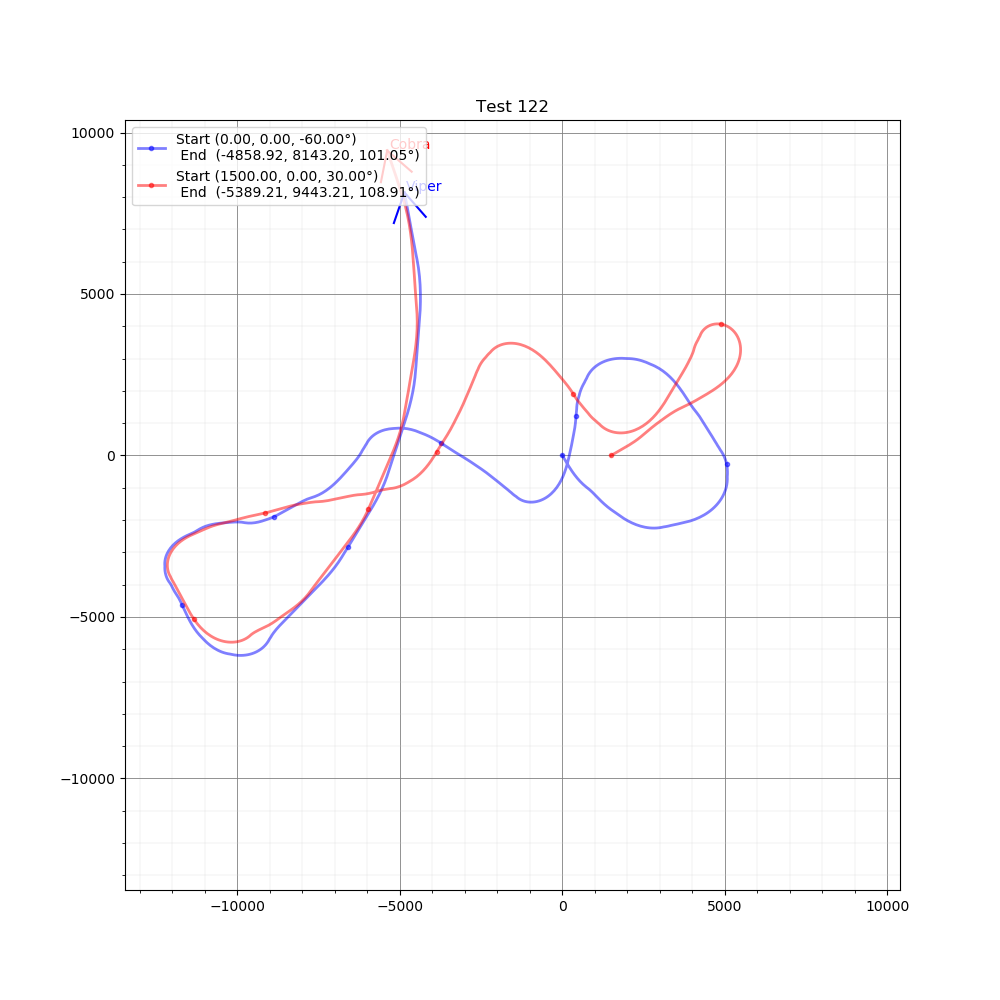 Test 122
Start (0.00, 0.00, -60.00°)
End (-4858.92, 8143.20, 101.05°)
Start (1500.00, 0.00, 30.00°)
End (-5389.21, 9443.21, 108.91°)
Cobra
Viper
10000
5000
0
−5000
−10000
−10000
−5000
0
5000
10000